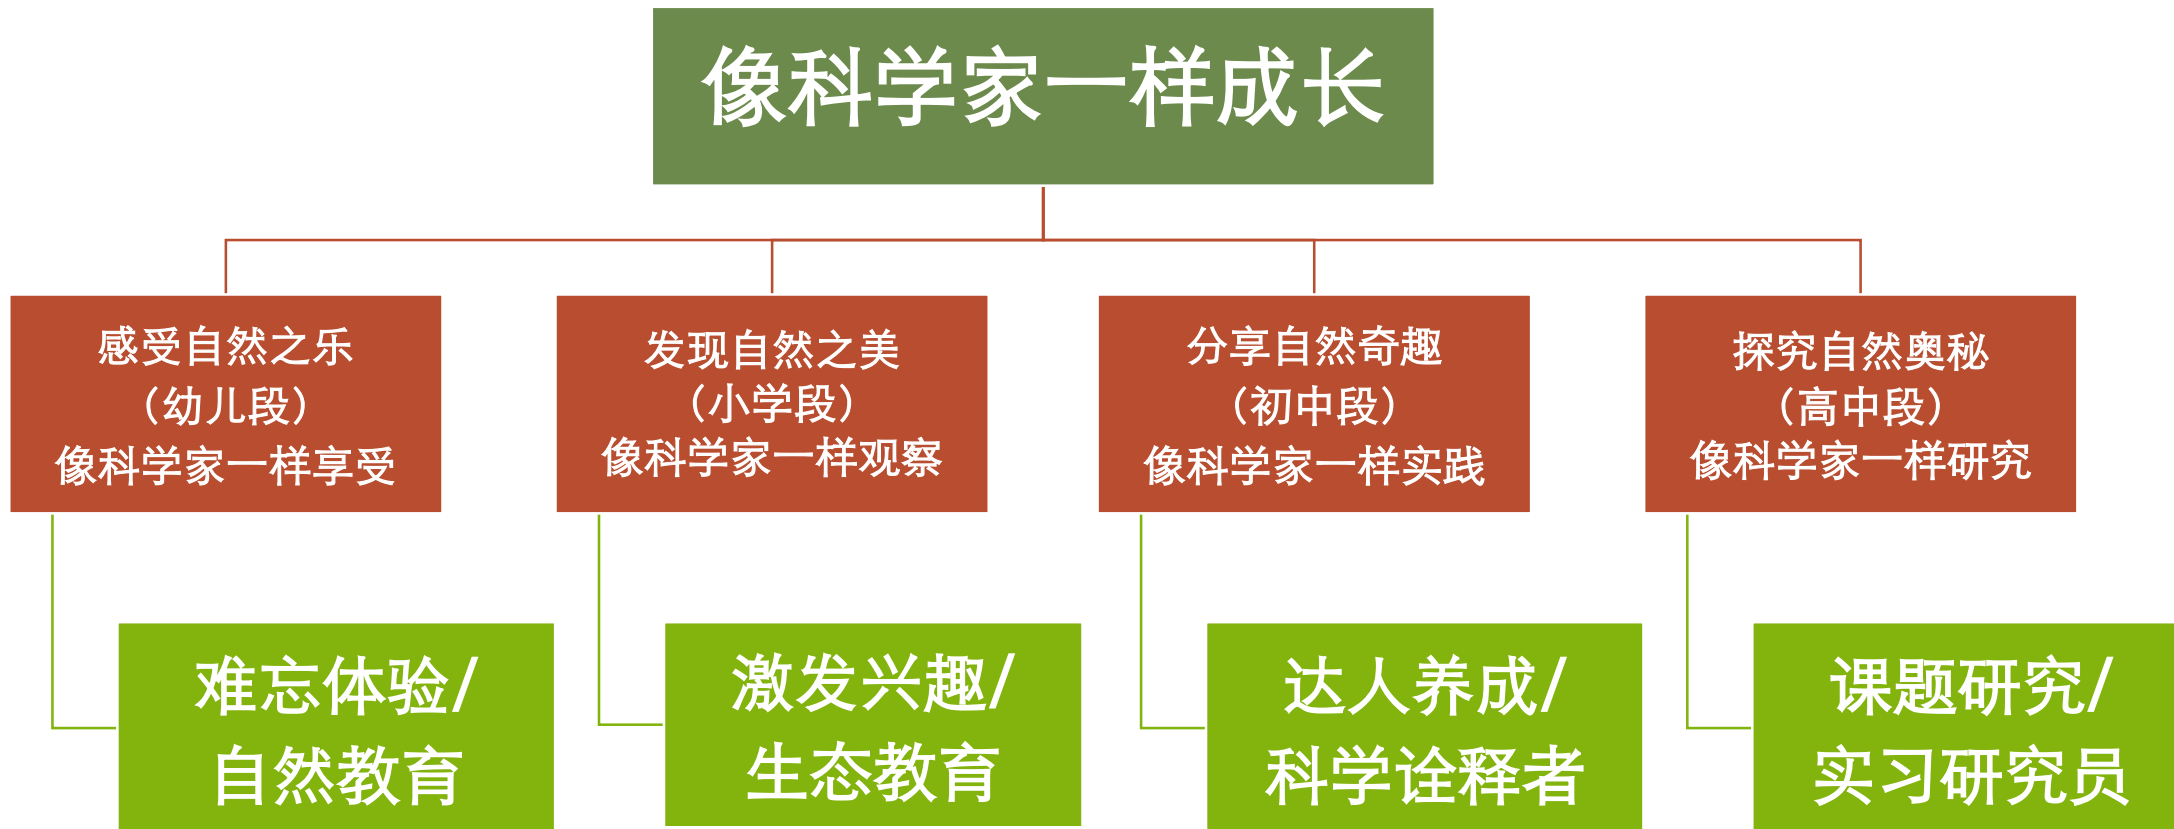 像科学家一样成长
感受自然之乐
（幼儿段）
像科学家一样享受
发现自然之美
（小学段）
像科学家一样观察
分享自然奇趣
（初中段）
像科学家一样实践
探究自然奥秘
（高中段）
像科学家一样研究
难忘体验/
自然教育
激发兴趣/
生态教育
达人养成/
科学诠释者
课题研究/
实习研究员